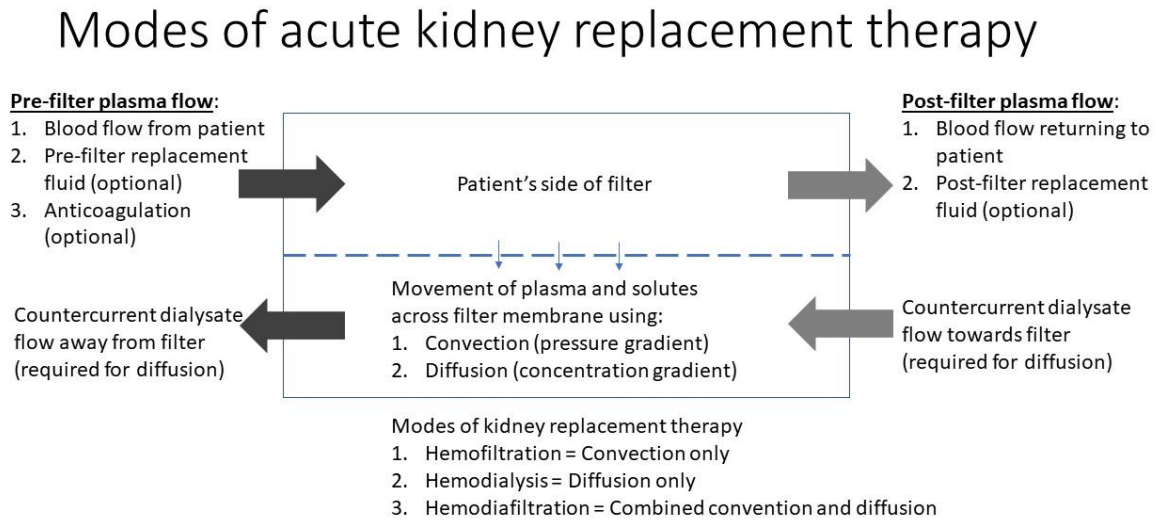 Modes of acute kidney replacement therapy
Pre-filter plasma flow:
1. Blood flow from patient
2. Pre-filter replacement
fluid (optional)
3. Anticoagulation
(optional)
Patient's side of filter
Post-filter plasma flow:
1. Blood flow returning to
patient
2. Post-filter replacement
fluid (optional)
Countercurrent dialysate
flow away from filter
(required for diffusion)
Movement of plasma and solutes
across filter membrane using:
1. Convection (pressure gradient)
2. Diffusion (concentration gradient)
Countercurrent dialysate
flow towards filter
(required for diffusion)
Modes of kidney replacement therapy
1. Hemofiltration = Convection only
2. Hemodialysis = Diffusion only
3. Hemodiafiltration = Combined convention and diffusion